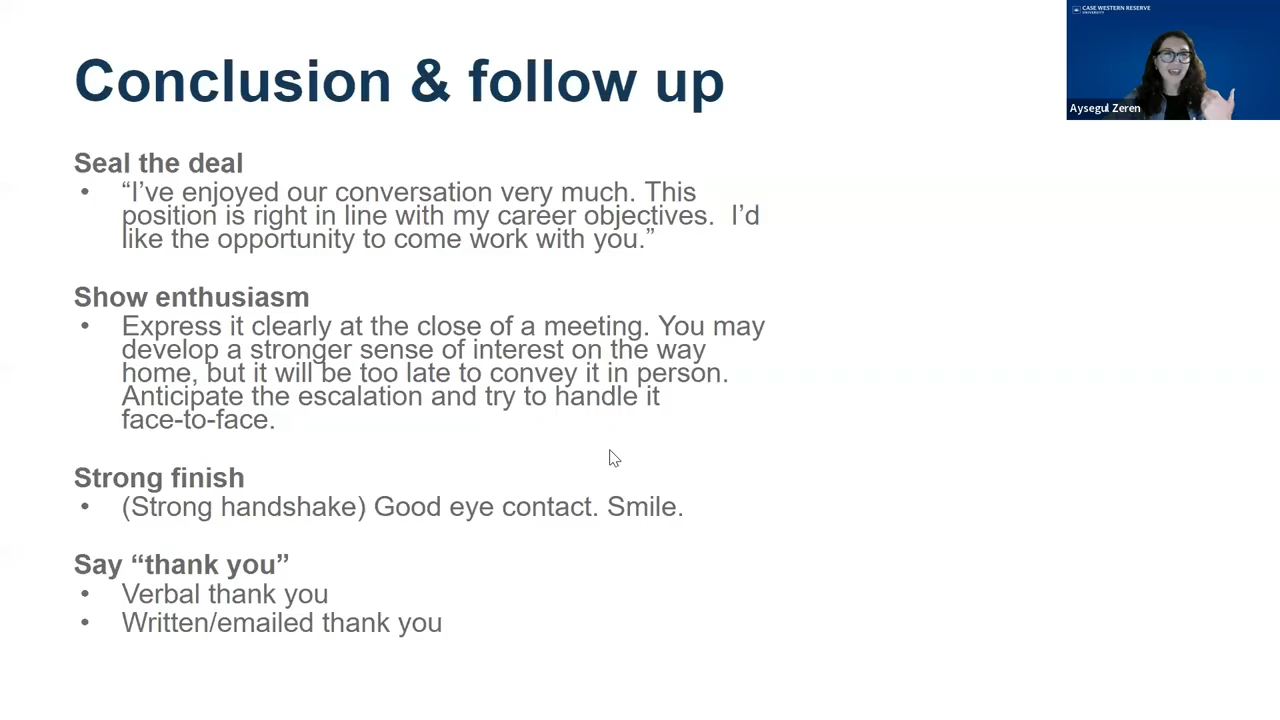 Conclusion & follow up
CASE WESTERN RESERVE
UNIVERSITY
Aysegul Zeren
Seal the deal
• “I’ve enjoyed our conversation very much. This
position is right in line with my career objectives.  I’d
like the opportunity to come work with you.”
Show enthusiasm
• Express it clearly at the close of a meeting. You may
develop a stronger sense of interest on the way
home, but it will be too late to convey it in person.
Anticipate the escalation and try to handle it
face-to-face.
Strong finish
• (Strong handshake) Good eye contact. Smile.
Say “thank you”
• Verbal thank you
• Written/emailed thank you